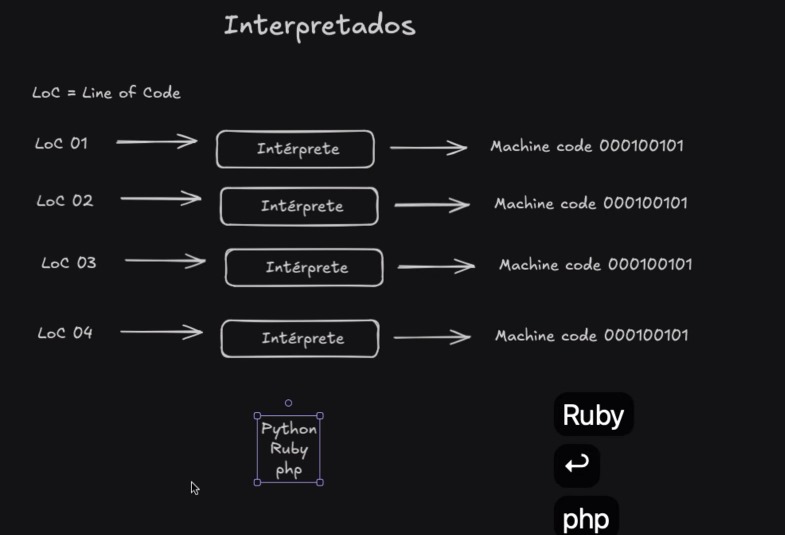 Interpretados
LoC = Line of Code
LoC 01 Intérprete Machine code 000100101
LoC 02 Intérprete Machine code 000100101
LoC 03 Intérprete Machine code 000100101
LoC 04 Intérprete Machine code 000100101
Python
Ruby
php
Ruby
↩
php